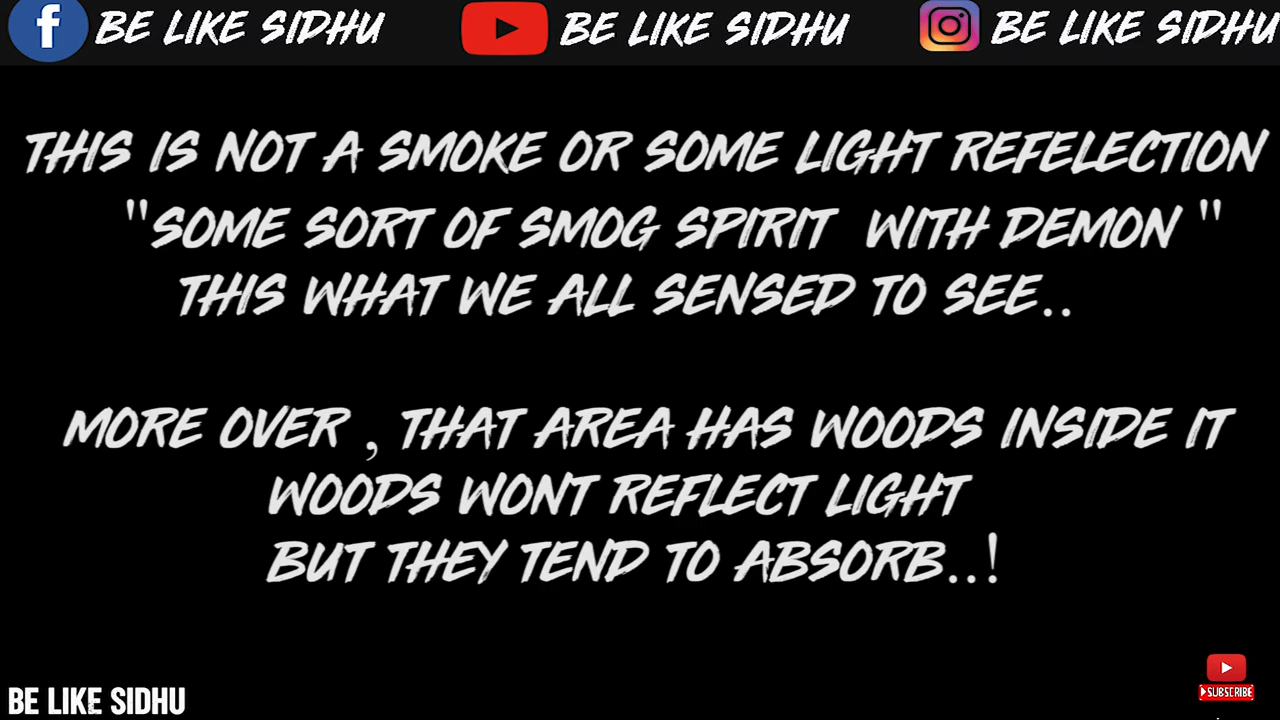 BE LIKE SIDHU BE LIKE SIDHU BE LIKE SIDHU
THIS IS NOT A SMOKE OR SOME LIGHT REFELECTION
"SOME SORT OF SMOG SPIRIT WITH DEMON "
THIS WHAT WE ALL SENSED TO SEE..
MORE OVER , THAT AREA HAS WOODS INSIDE IT
WOODS WONT REFLECT LIGHT
BUT THEY TEND TO ABSORB..!
BE LIKE SIDHU
SUBSCRIBE